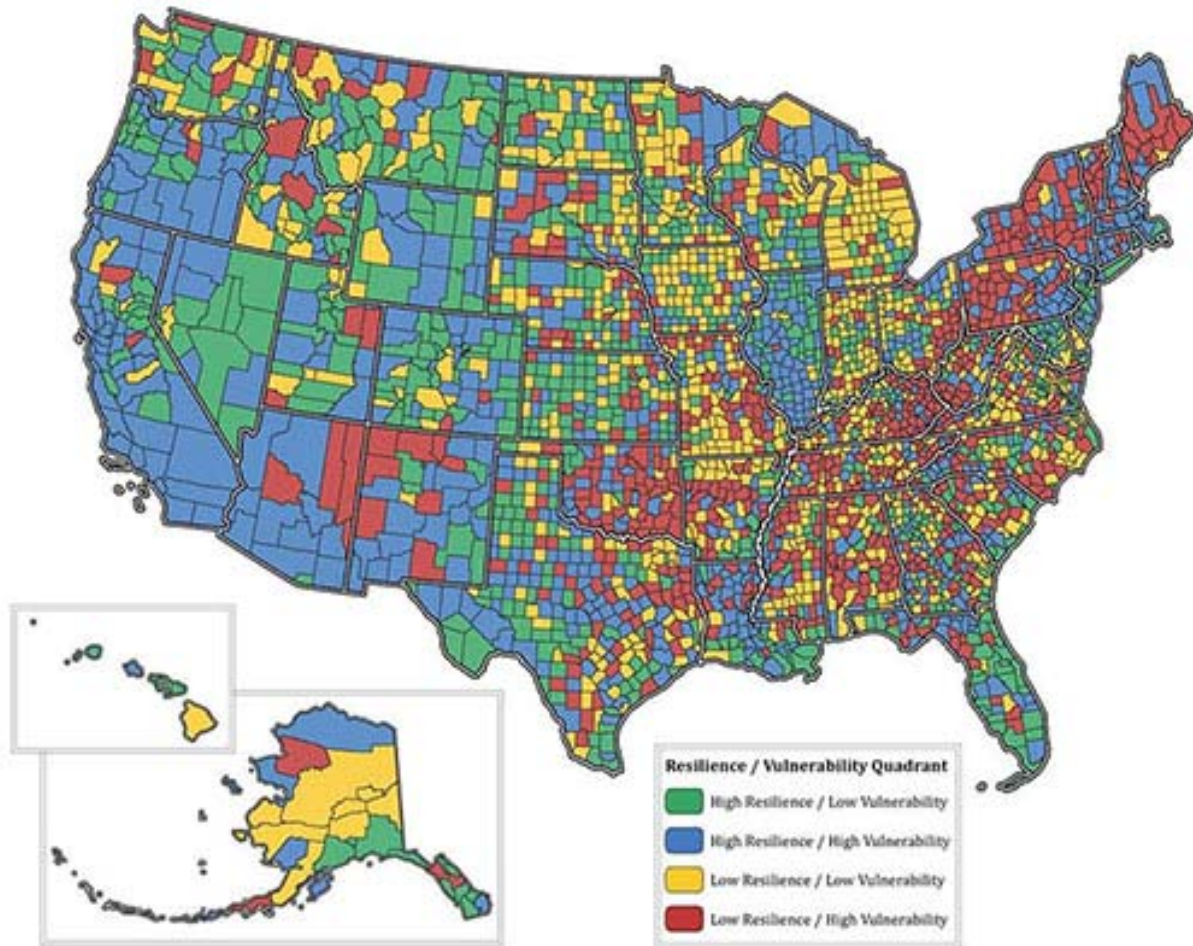 Resilience / Vulnerability Quadrant
High Resilience / Low Vulnerability
High Resilience / High Vulnerability
Low Resilience / Low Vulnerability
Low Resilience / High Vulnerability